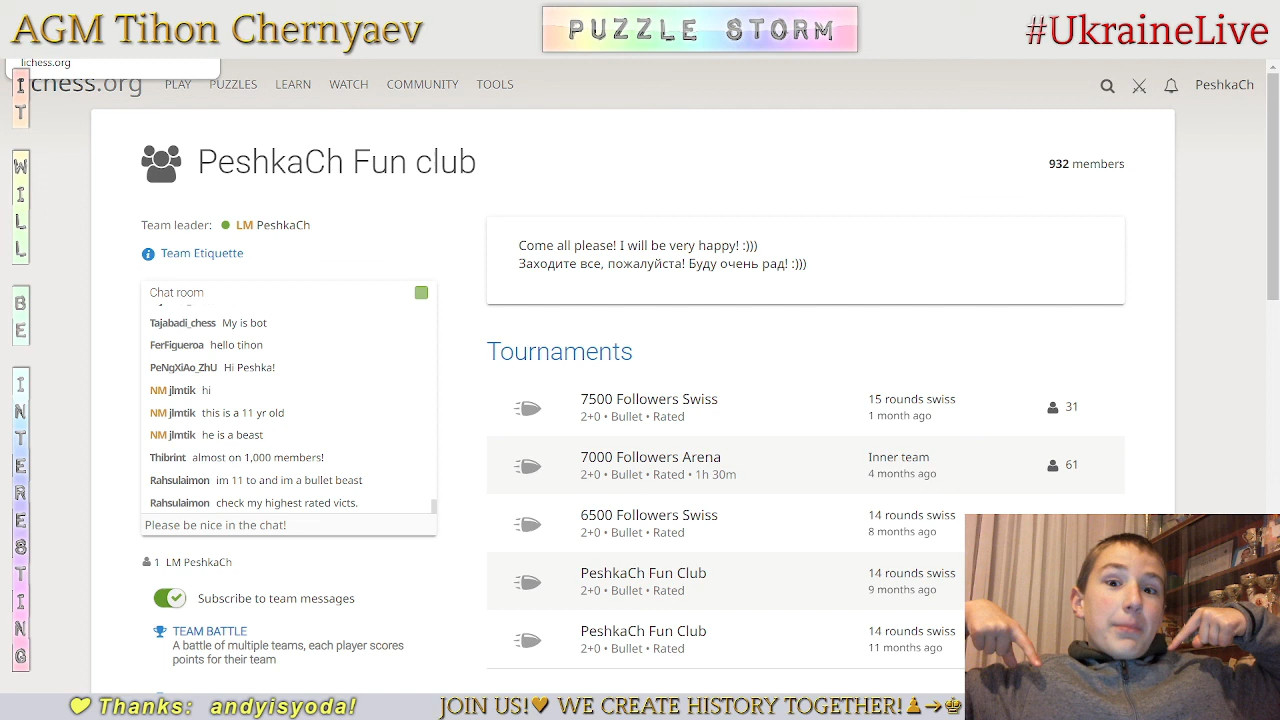 AGM Tihon Chernyaev
PUZZLE STORM
#UkraineLive
lichess.org
lichess.org
PLAY
PUZZLES
LEARN
WATCH
COMMUNITY
TOOLS
PeshkaCh
IT
WILL
BE
INTERESTING
PeshkaCh Fun club
932 members
Team leader: LM PeshkaCh
Team Etiquette
Come all please! I will be very happy! :)))
Заходите все, пожалуйста! Буду очень рад! :)))
Chat room
Tajabadi_chess My is bot
FerFigueroa hello tihon
PeNgXiAo_ZhU Hi Peshka!
NM jlmtik hi
NM jlmtik this is a 11 yr old
NM jlmtik he is a beast
Thibrint almost on 1,000 members!
Rahsulaimon im 11 to and im a bullet beast
Rahsulaimon check my highest rated victs.
Please be nice in the chat!
1 LM PeshkaCh
Subscribe to team messages
TEAM BATTLE
A battle of multiple teams, each player scores
points for their team
Tournaments
7500 Followers Swiss
2+0 • Bullet • Rated
15 rounds swiss
1 month ago
31
7000 Followers Arena
2+0 • Bullet • Rated • 1h 30m
Inner team
4 months ago
61
6500 Followers Swiss
2+0 • Bullet • Rated
14 rounds swiss
8 months ago
PeshkaCh Fun Club
2+0 • Bullet • Rated
14 rounds swiss
9 months ago
PeshkaCh Fun Club
2+0 • Bullet • Rated
14 rounds swiss
11 months ago
Thanks: andyisyoda!
JOIN US!♥ WE CREATE HISTORY TOGETHER!♟→♚